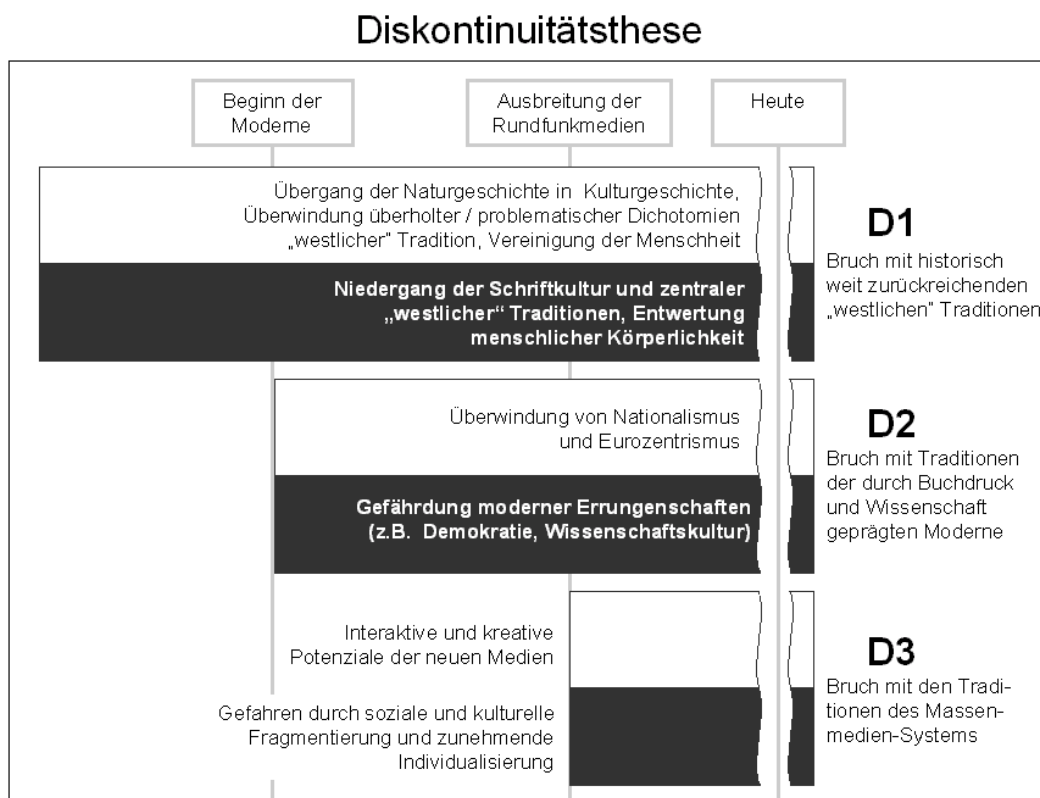 Diskontinuitätsthese
Beginn der
Moderne
Ausbreitung der
Rundfunkmedien
Heute
Übergang der Naturgeschichte in Kulturgeschichte,
Überwindung überholter / problematischer Dichotomien
„westlicher" Tradition, Vereinigung der Menschheit
Niedergang der Schriftkultur und zentraler
„westlicher“ Traditionen, Entwertung
menschlicher Körperlichkeit
D1
Bruch mit historisch
weit zurückreichenden
„westlichen" Traditionen
Überwindung von Nationalismus
und Eurozentrismus
Gefährdung moderner Errungenschaften
(z.B. Demokratie, Wissenschaftskultur)
D2
Bruch mit Traditionen
der durch Buchdruck
und Wissenschaft
geprägten Moderne
Interaktive und kreative
Potenziale der neuen Medien
Gefahren durch soziale und kulturelle
Fragmentierung und zunehmende
Individualisierung
D3
Bruch mit den Tradi-
tionen des Massen-
medien-Systems